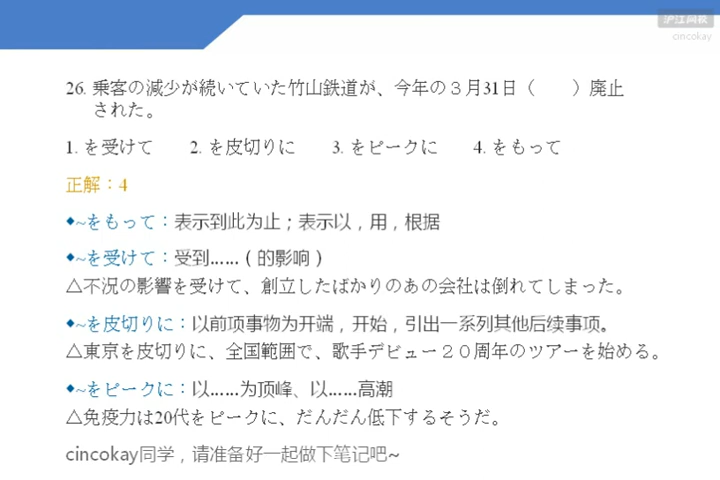 沪江网校
cincokay
26. 乗客の減少が続いていた竹山鉄道が、今年の３月31日（　　）廃止
された。
1. を受けて　　2. を皮切りに　　3. をピークに　　4. をもって
正解：4
◆~をもって：表示到此为止；表示以，用，根据
◆~を受けて：受到……（的影响）
△不況の影響を受けて、創立したばかりのあの会社は倒れてしまった。
◆~を皮切りに：以前项事物为开端，开始，引出一系列其他后续事项。
△東京を皮切りに、全国範囲で、歌手デビュー２０周年のツアーを始める。
◆~をピークに：以……为顶峰、以……高潮
△免疫力は20代をピークに、だんだん低下するそうだ。
cincokay同学，请准备好一起做下笔记吧~